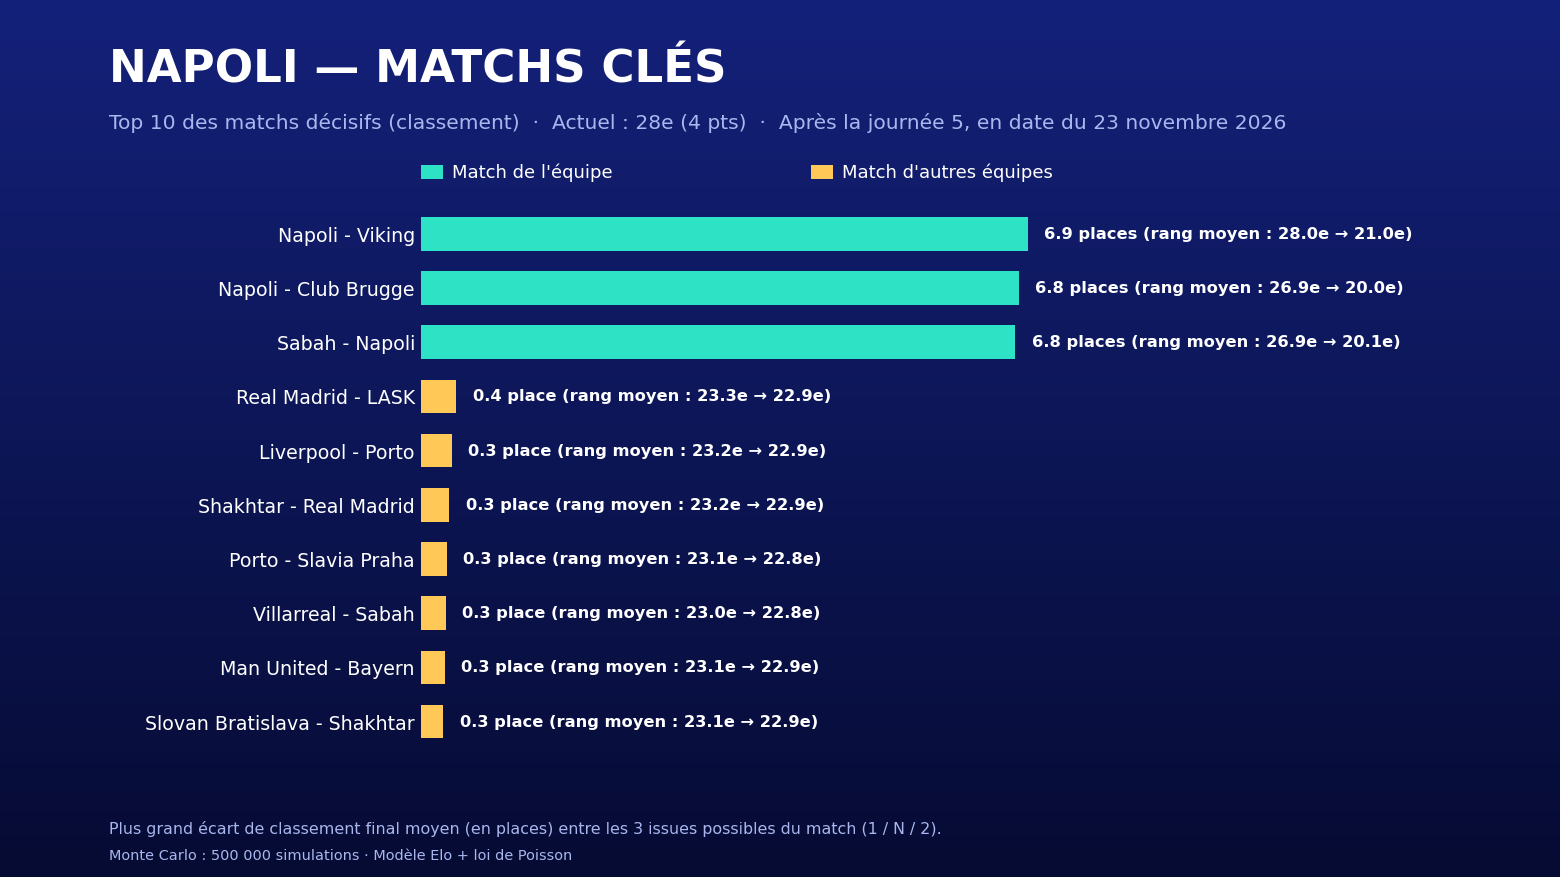 NAPOLI — MATCHS CLÉS
Top 10 des matchs décisifs (classement)  ·  Actuel : 28e (4 pts)  ·  Après la journée 5, en date du 23 novembre 2026
Match de l'équipe
Match d'autres équipes
Napoli - Viking 6.9 places (rang moyen : 28.0e → 21.0e)
Napoli - Club Brugge 6.8 places (rang moyen : 26.9e → 20.0e)
Sabah - Napoli 6.8 places (rang moyen : 26.9e → 20.1e)
Real Madrid - LASK 0.4 place (rang moyen : 23.3e → 22.9e)
Liverpool - Porto 0.3 place (rang moyen : 23.2e → 22.9e)
Shakhtar - Real Madrid 0.3 place (rang moyen : 23.2e → 22.9e)
Porto - Slavia Praha 0.3 place (rang moyen : 23.1e → 22.8e)
Villarreal - Sabah 0.3 place (rang moyen : 23.0e → 22.8e)
Man United - Bayern 0.3 place (rang moyen : 23.1e → 22.9e)
Slovan Bratislava - Shakhtar 0.3 place (rang moyen : 23.1e → 22.9e)
Plus grand écart de classement final moyen (en places) entre les 3 issues possibles du match (1 / N / 2).
Monte Carlo : 500 000 simulations · Modèle Elo + loi de Poisson